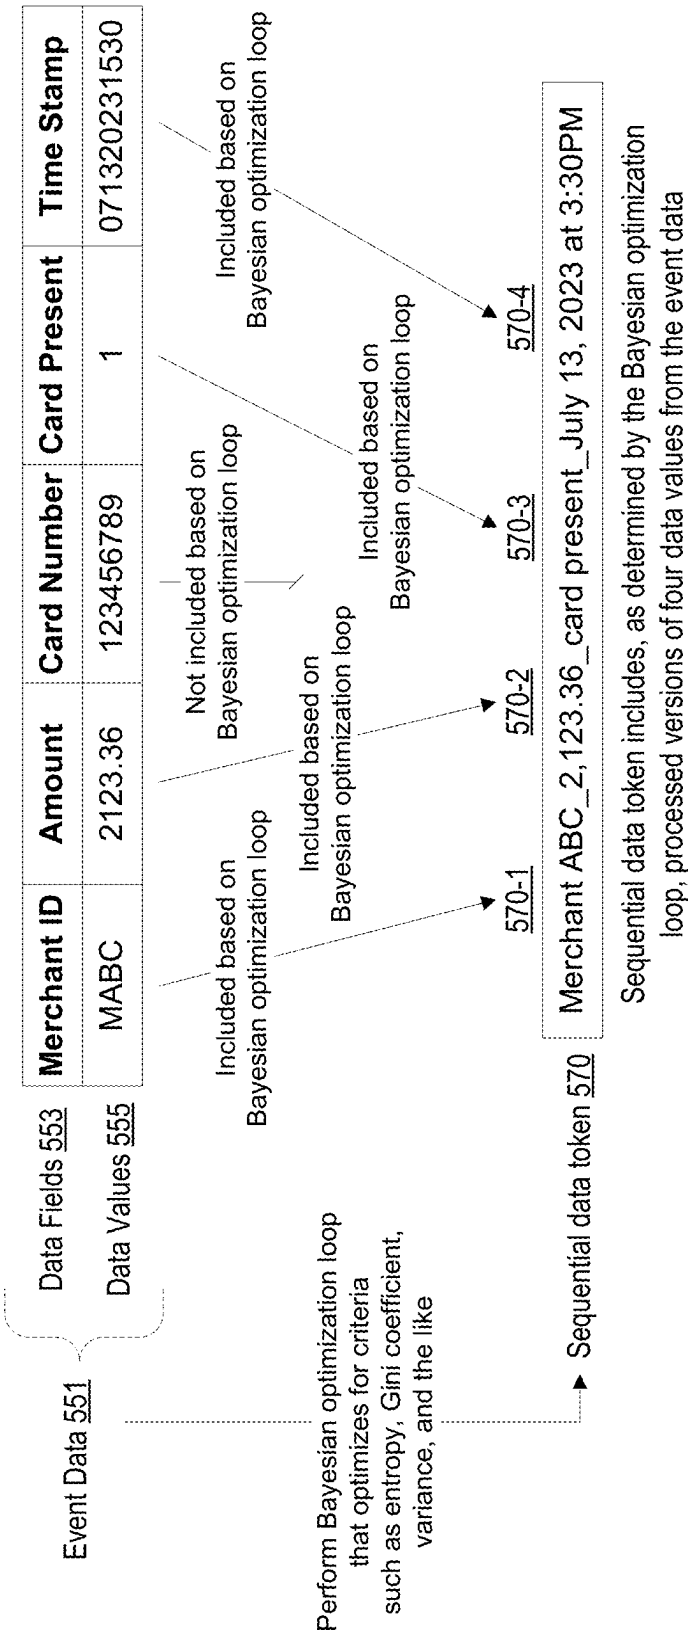 Event Data 551
Data Fields 553
Data Values 555
Merchant ID Amount Card Number Card Present Time Stamp
MABC 2123.36 123456789 1 071320231530
Perform Bayesian optimization loop
that optimizes for criteria
such as entropy, Gini coefficient,
variance, and the like
Included based on
Bayesian optimization loop
Included based on
Bayesian optimization loop
Not included based on
Bayesian optimization loop
Included based on
Bayesian optimization loop
Included based on
Bayesian optimization loop
570-1 570-2 570-3 570-4
Sequential data token 570
Merchant ABC_2,123.36_card present_July 13, 2023 at 3:30PM
Sequential data token includes, as determined by the Bayesian optimization
loop, processed versions of four data values from the event data